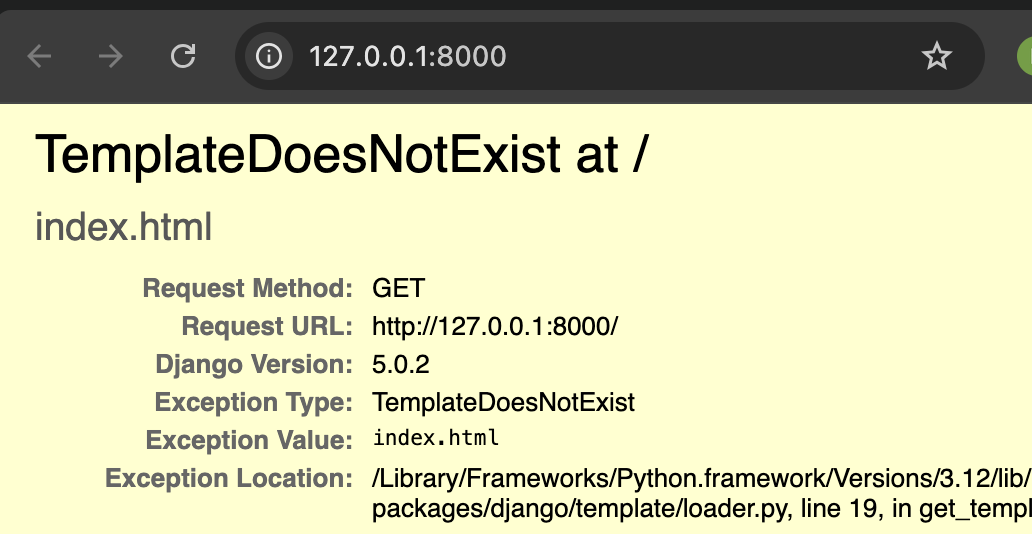 127.0.0.1:8000
TemplateDoesNotExist at /
index.html
Request Method: GET
Request URL: http://127.0.0.1:8000/
Django Version: 5.0.2
Exception Type: TemplateDoesNotExist
Exception Value: index.html
Exception Location: /Library/Frameworks/Python.framework/Versions/3.12/lib/
packages/django/template/loader.py, line 19, in get_templ